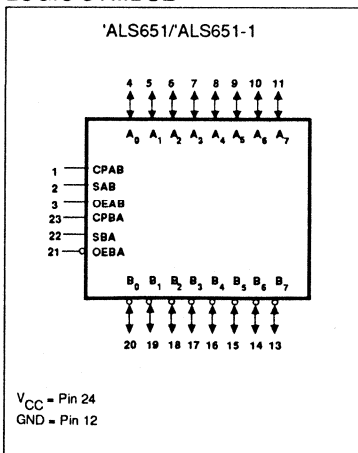 'ALS651/'ALS651-1
4 5 6 7 8 9 10 11
A0 A1 A2 A3 A4 A5 A6 A7
1 CPAB
2 SAB
3 OEAB
23 CPBA
22 SBA
21 OEBA
B0 B1 B2 B3 B4 B5 B6 B7
20 19 18 17 16 15 14 13
VCC = Pin 24
GND = Pin 12